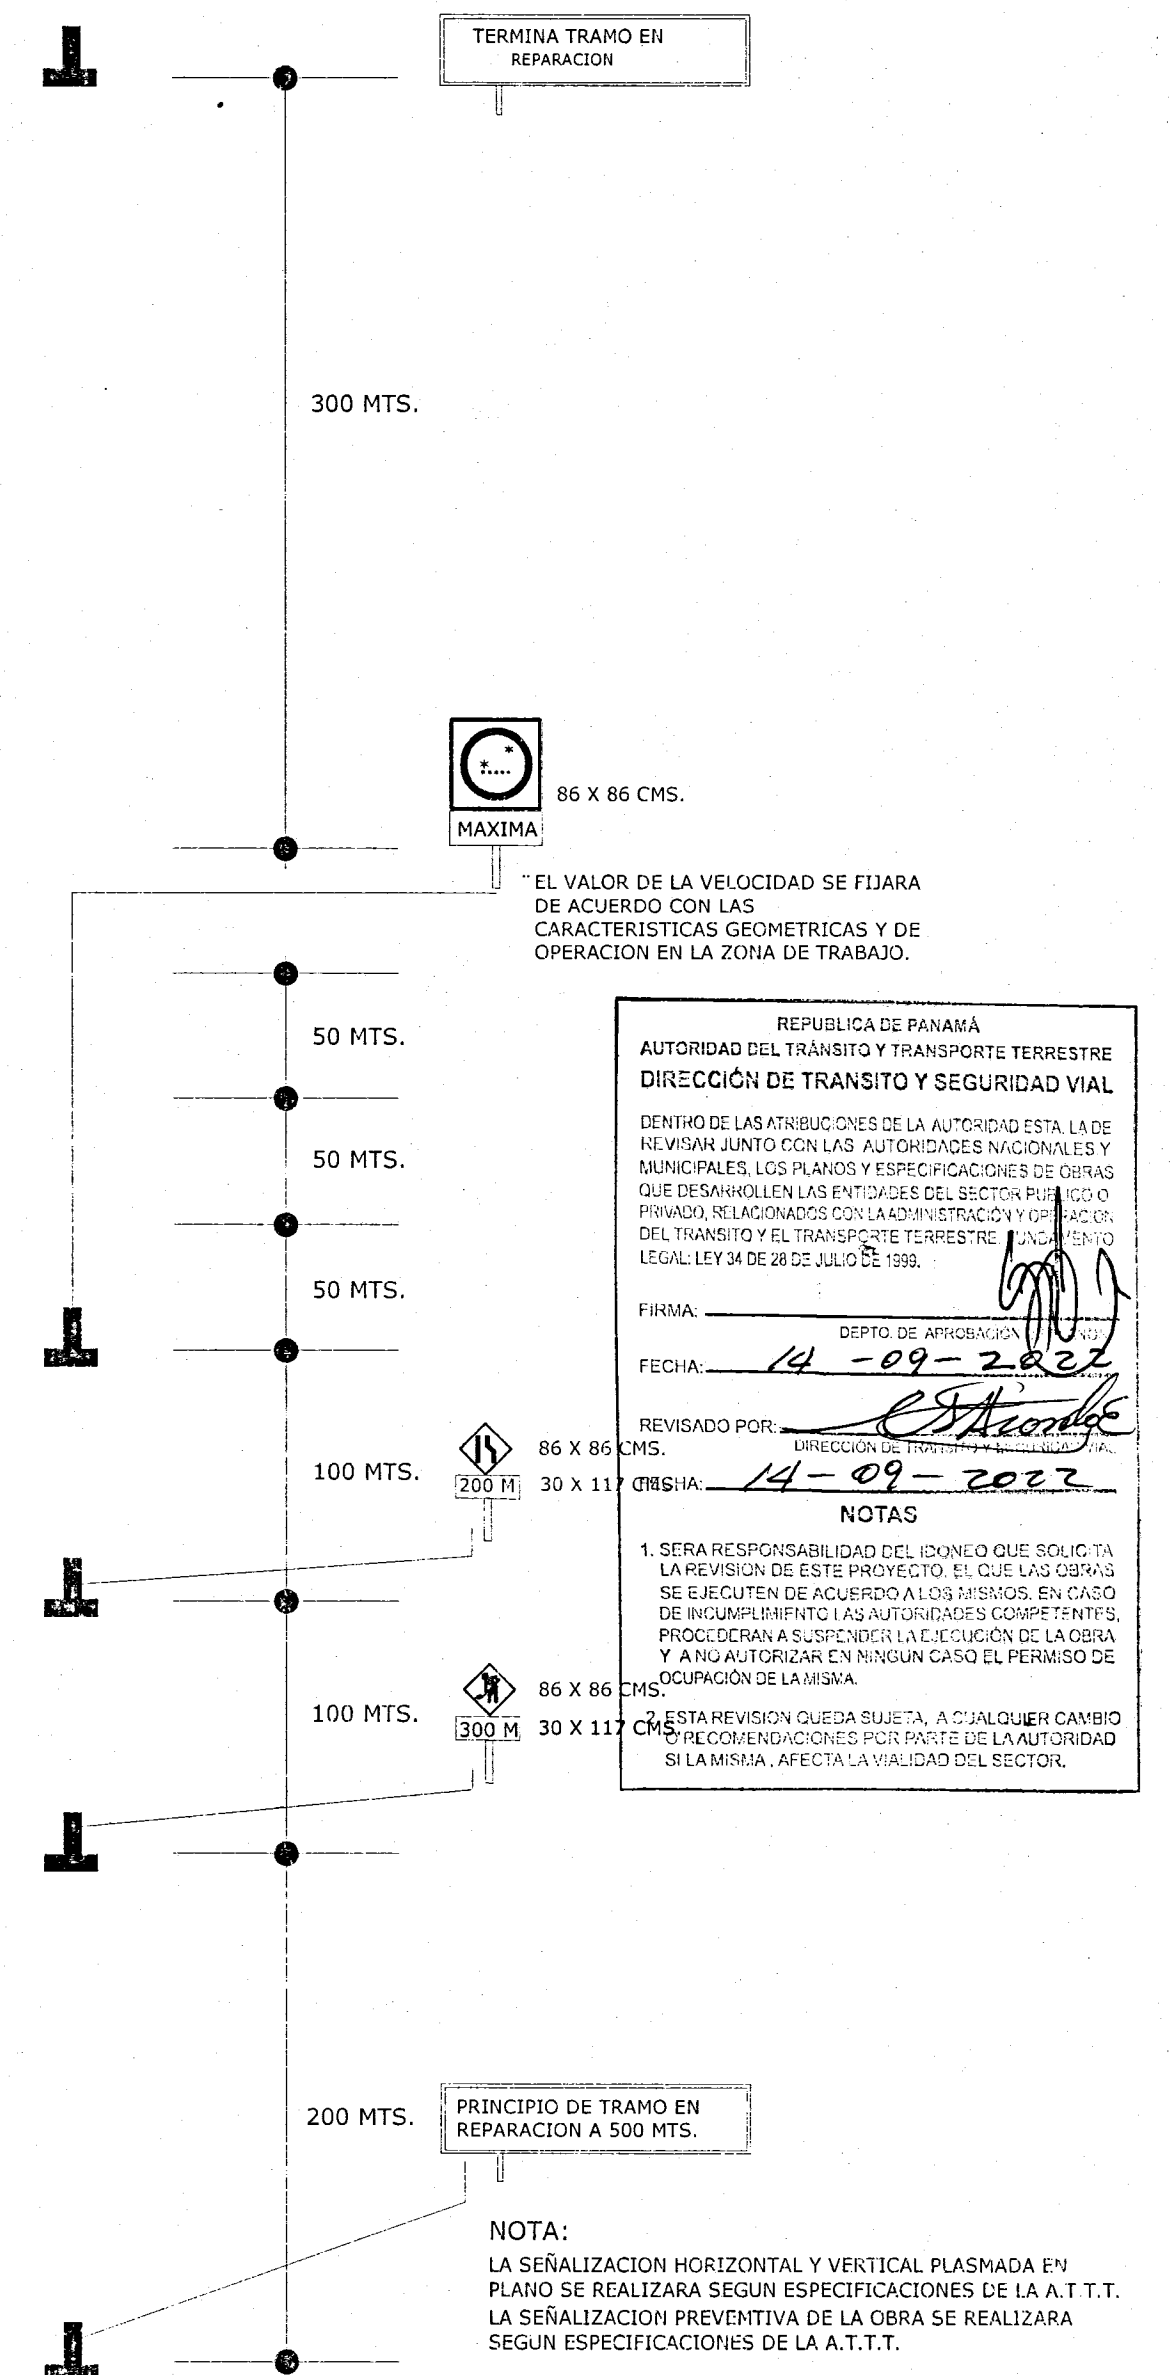 TERMINA TRAMO EN
REPARACION
300 MTS.
86 X 86 CMS.
MAXIMA
EL VALOR DE LA VELOCIDAD SE FIJARA
DE ACUERDO CON LAS
CARACTERISTICAS GEOMETRICAS Y DE
OPERACION EN LA ZONA DE TRABAJO.
50 MTS.
50 MTS.
50 MTS.
REPUBLICA DE PANAMÁ
AUTORIDAD DEL TRÁNSITO Y TRANSPORTE TERRESTRE
DIRECCIÓN DE TRANSITO Y SEGURIDAD VIAL
DENTRO DE LAS ATRIBUCIONES DE LA AUTORIDAD ESTA, LA DE
REVISAR JUNTO CON LAS AUTORIDADES NACIONALES Y
MUNICIPALES, LOS PLANOS Y ESPECIFICACIONES DE OBRAS
QUE DESARROLLEN LAS ENTIDADES DEL SECTOR PUBLICO O
PRIVADO, RELACIONADOS CON LA ADMINISTRACIÓN Y OPERACIÓN
DEL TRANSITO Y EL TRANSPORTE TERRESTRE. FUNDAMENTO
LEGAL: LEY 34 DE 28 DE JULIO DE 1999.
FIRMA:
DEPTO. DE APROBACIÓN
FECHA: 14 - 09 - 2022
REVISADO POR:
DIRECCIÓN DE TRANSITO Y SEGURIDAD VIAL
FECHA: 14 - 09 - 2022
100 MTS.
200 M
86 X 86 CMS.
30 X 117 CMS.
NOTAS
1. SERA RESPONSABILIDAD DEL IDONEO QUE SOLICITA
LA REVISIÓN DE ESTE PROYECTO, EL QUE LAS OBRAS
SE EJECUTEN DE ACUERDO A LOS MISMOS. EN CASO
DE INCUMPLIMIENTO LAS AUTORIDADES COMPETENTES,
PROCEDERAN A SUSPENDER LA EJECUCIÓN DE LA OBRA
Y A NO AUTORIZAR EN NINGUN CASO EL PERMISO DE
OCUPACIÓN DE LA MISMA.
2. ESTA REVISION QUEDA SUJETA, A CUALQUIER CAMBIO
O RECOMENDACIONES POR PARTE DE LA AUTORIDAD
SI LA MISMA, AFECTA LA VIALIDAD DEL SECTOR.
100 MTS.
300 M
86 X 86 CMS.
30 X 117 CMS.
200 MTS.
PRINCIPIO DE TRAMO EN
REPARACION A 500 MTS.
NOTA:
LA SEÑALIZACION HORIZONTAL Y VERTICAL PLASMADA EN
PLANO SE REALIZARA SEGUN ESPECIFICACIONES DE LA A.T.T.T.
LA SEÑALIZACION PREVEMTIVA DE LA OBRA SE REALIZARA
SEGUN ESPECIFICACIONES DE LA A.T.T.T.